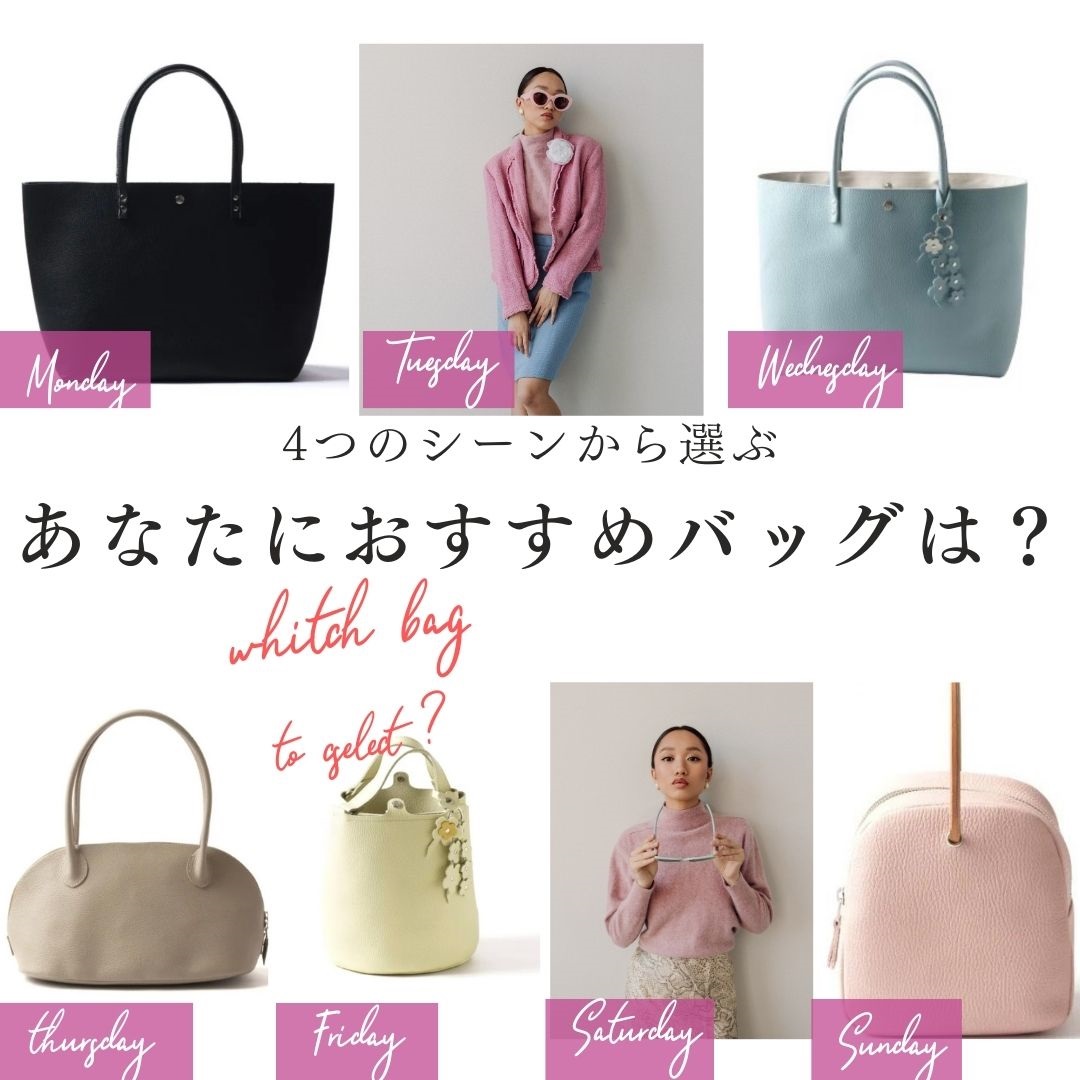 Monday
Tuesday
Wednesday
4つのシーンから選ぶ
あなたにおすすめバッグは？
whitch bag
to select?
thursday
Friday
Saturday
Sunday